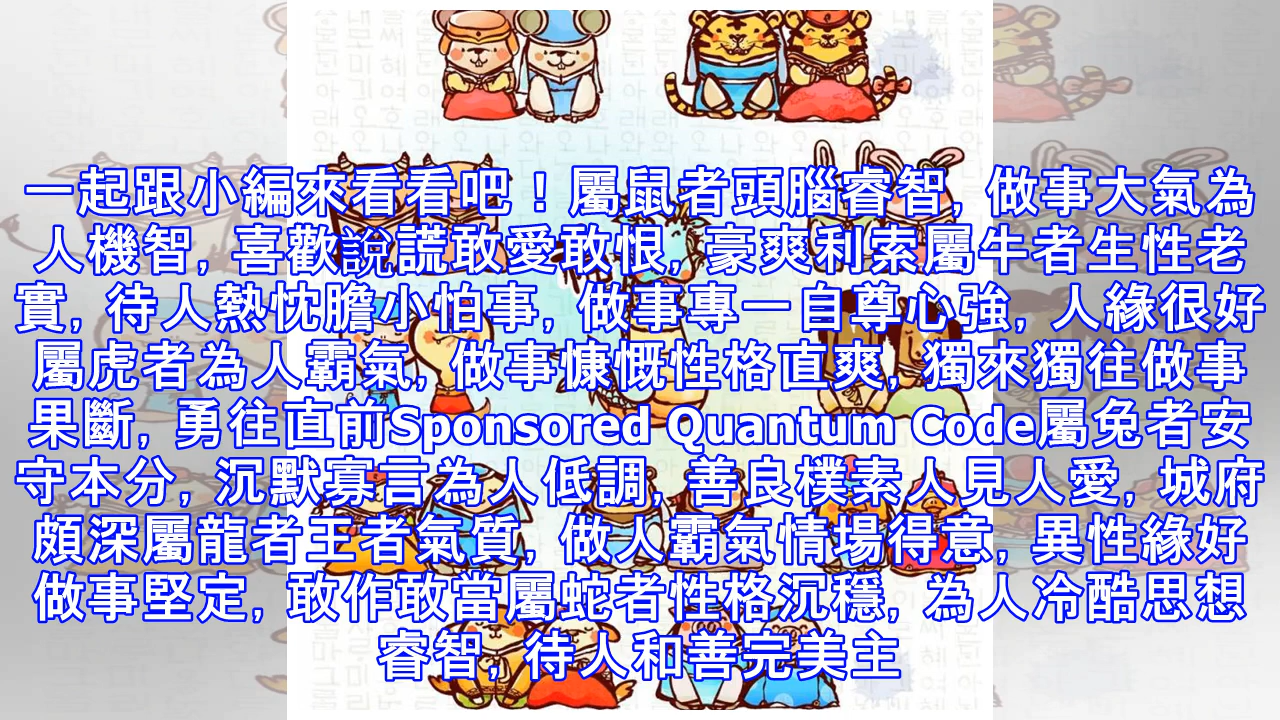 一起跟小編來看看吧！屬鼠者頭腦睿智, 做事大氣為
人機智, 喜歡說謊敢愛敢恨, 豪爽利索屬牛者生性老
實, 待人熱忱膽小怕事, 做事專一自尊心強, 人緣很好
屬虎者為人霸氣, 做事慷慨性格直爽, 獨來獨往做事
果斷, 勇往直前Sponsored Quantum Code屬兔者安
守本分, 沉默寡言為人低調, 善良樸素人見人愛, 城府
頗深屬龍者王者氣質, 做人霸氣情場得意, 異性緣好
做事堅定, 敢作敢當屬蛇者性格沉穩, 為人冷酷思想
睿智, 待人和善完美主